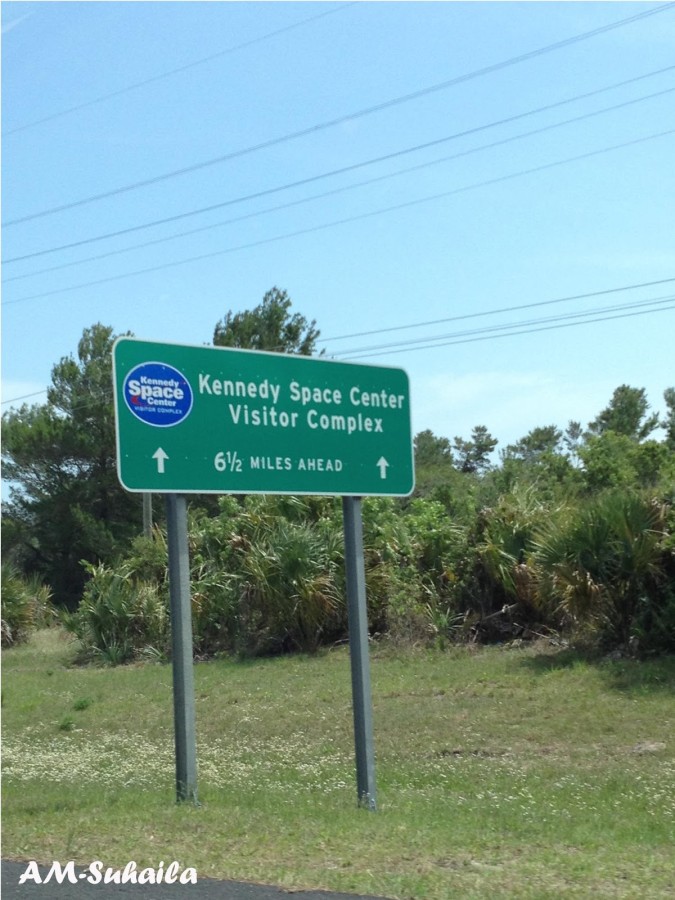 Kennedy
Space
Center
VISITOR COMPLEX
Kennedy Space Center
Visitor Complex
6½ MILES AHEAD
AM-Suhaila